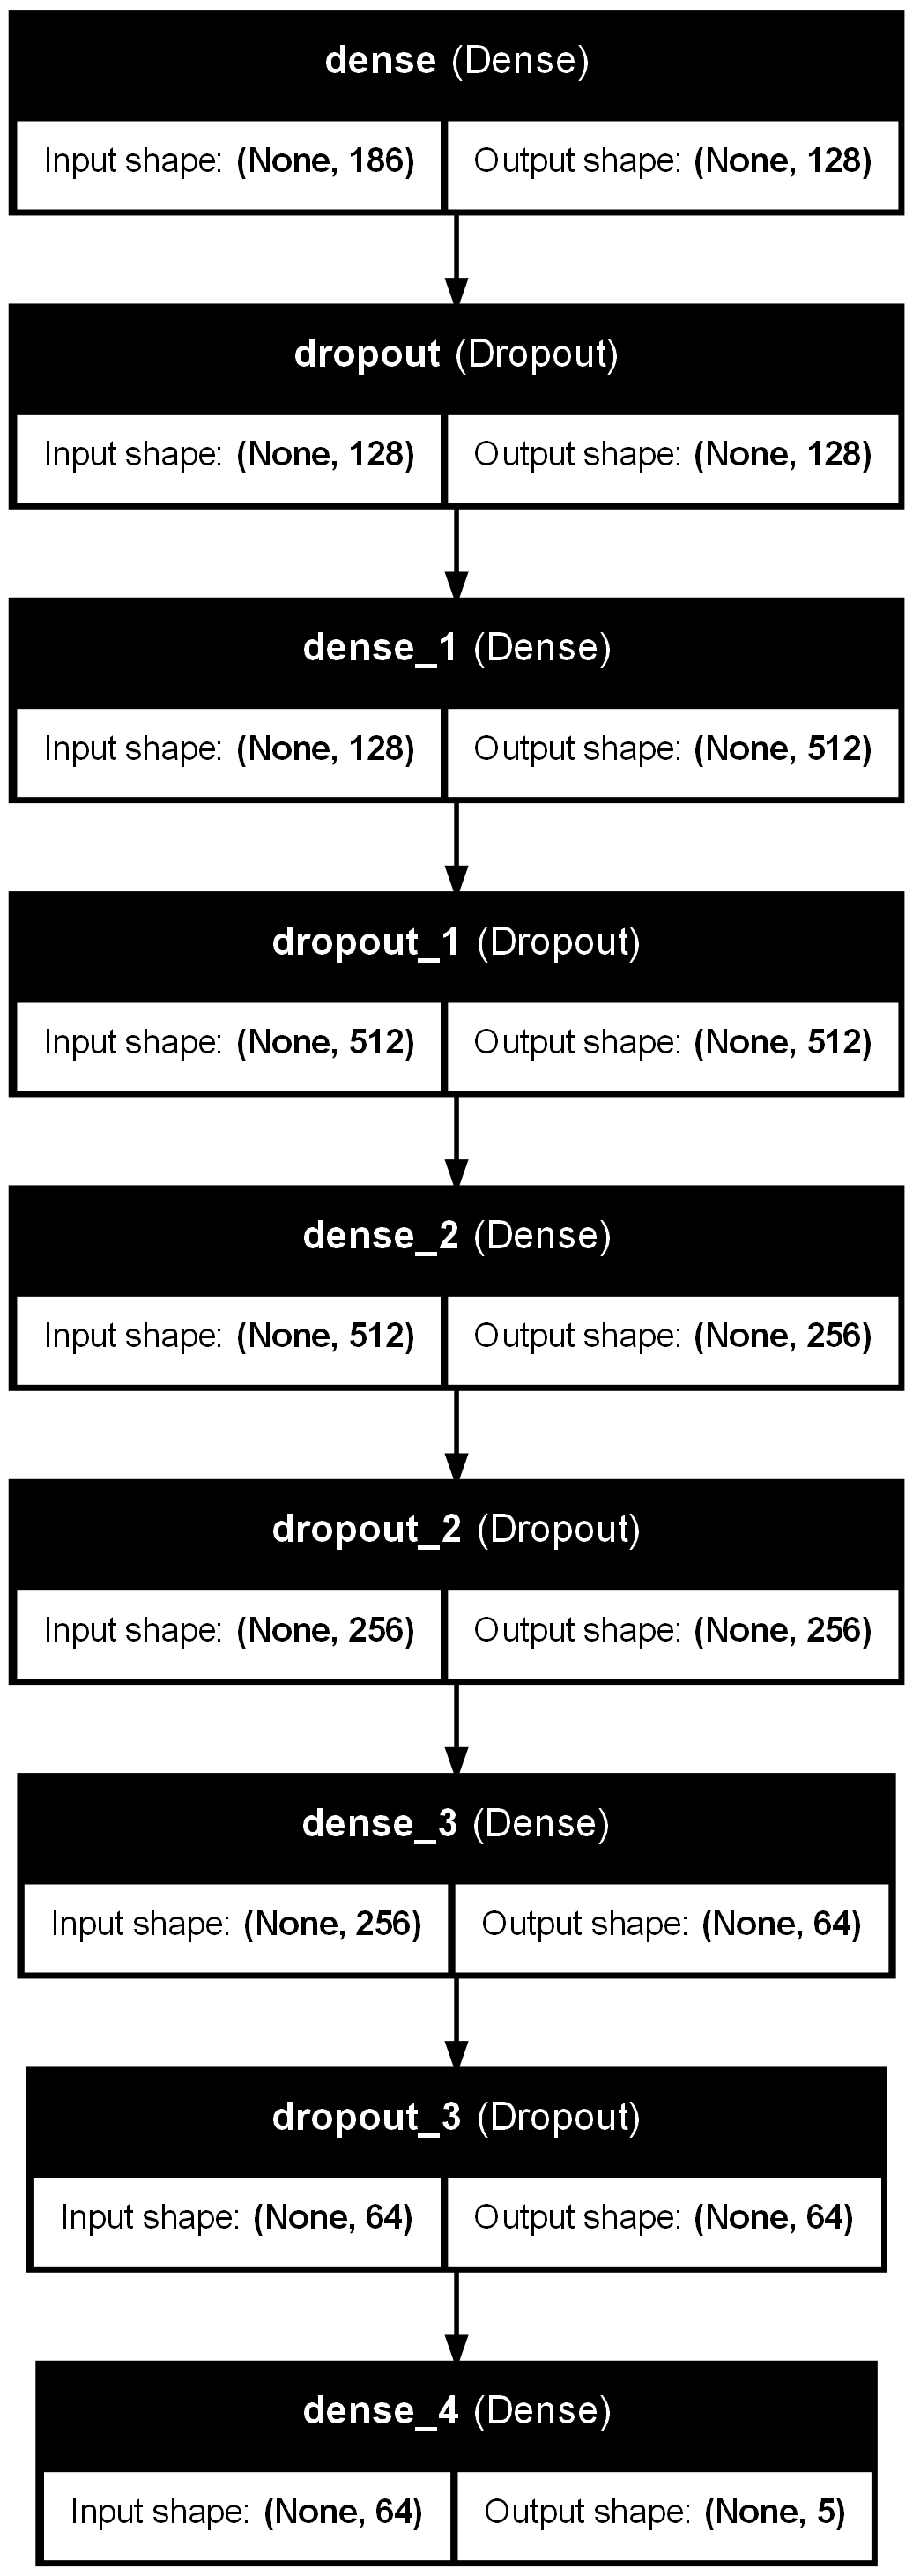 dense (Dense)
Input shape: (None, 186) Output shape: (None, 128)
dropout (Dropout)
Input shape: (None, 128) Output shape: (None, 128)
dense_1 (Dense)
Input shape: (None, 128) Output shape: (None, 512)
dropout_1 (Dropout)
Input shape: (None, 512) Output shape: (None, 512)
dense_2 (Dense)
Input shape: (None, 512) Output shape: (None, 256)
dropout_2 (Dropout)
Input shape: (None, 256) Output shape: (None, 256)
dense_3 (Dense)
Input shape: (None, 256) Output shape: (None, 64)
dropout_3 (Dropout)
Input shape: (None, 64) Output shape: (None, 64)
dense_4 (Dense)
Input shape: (None, 64) Output shape: (None, 5)